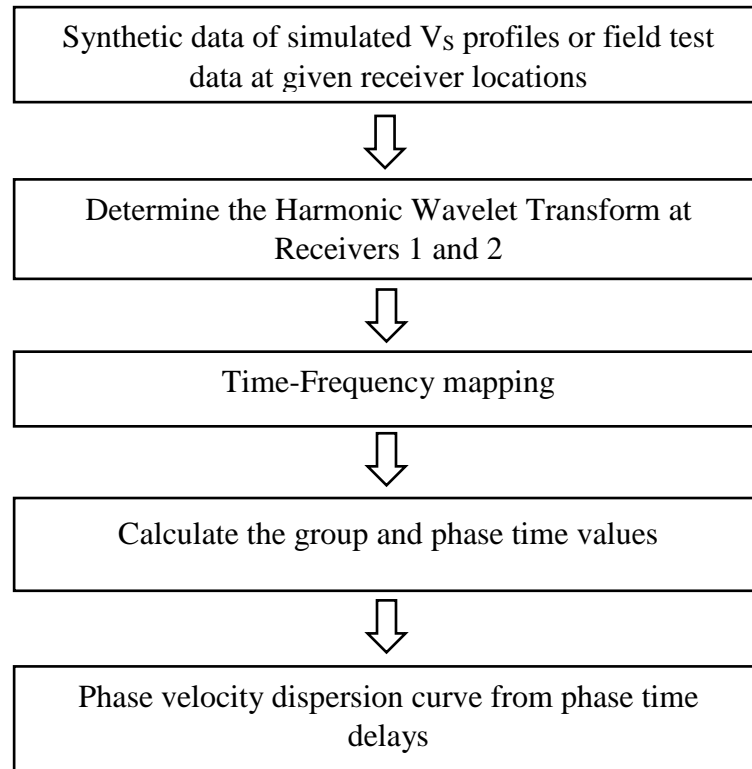 Synthetic data of simulated VS profiles or field test
data at given receiver locations
Determine the Harmonic Wavelet Transform at
Receivers 1 and 2
Time-Frequency mapping
Calculate the group and phase time values
Phase velocity dispersion curve from phase time
delays